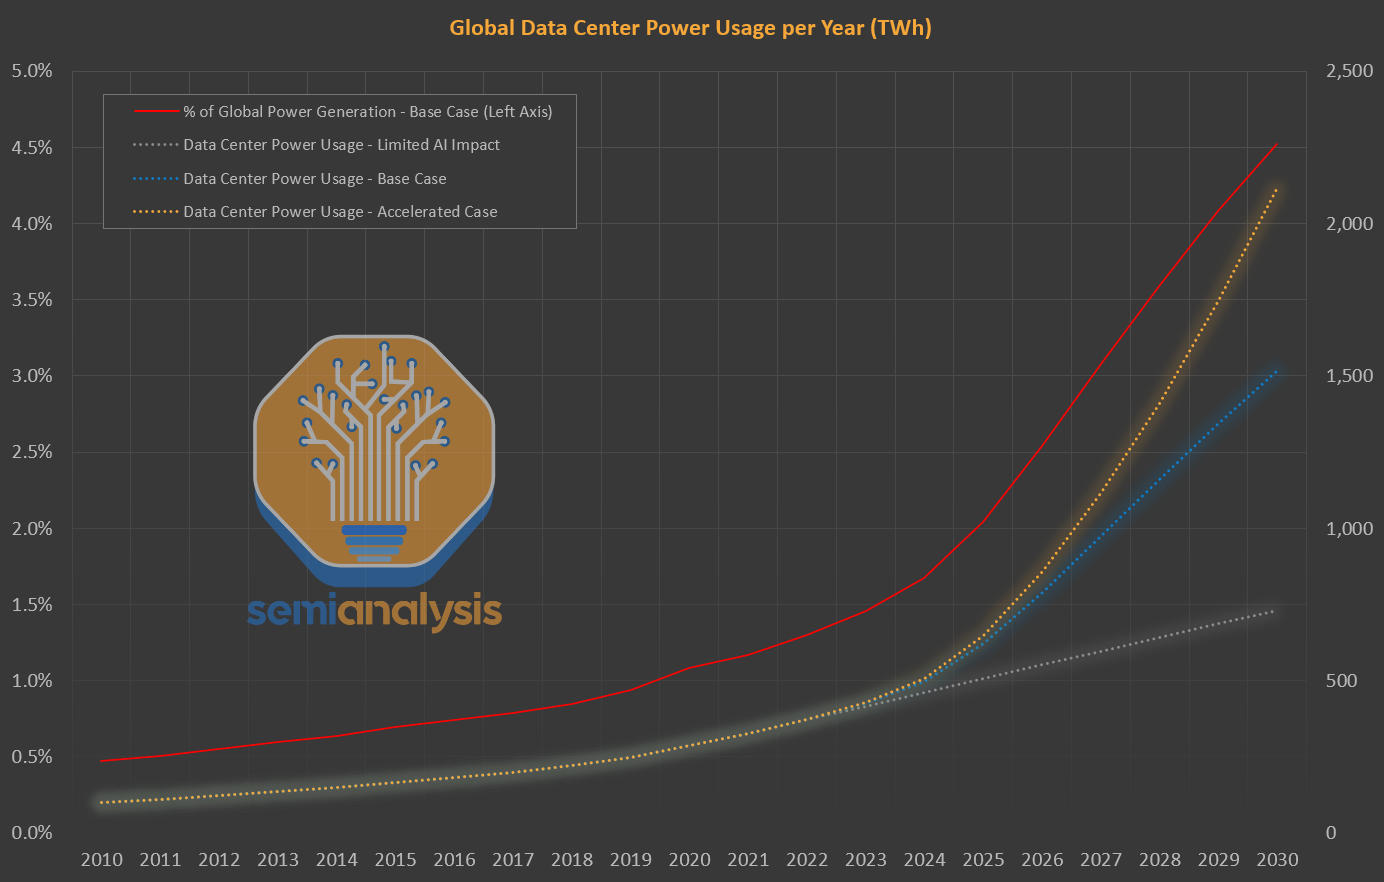 Global Data Center Power Usage per Year (TWh)
5.0%
2,500
% of Global Power Generation - Base Case (Left Axis)
Data Center Power Usage - Limited AI Impact
4.5%
Data Center Power Usage - Base Case
Data Center Power Usage - Accelerated Case
4.0%
2,000
3.5%
3.0%
1,500
2.5%
2.0%
1,000
semianalysis
1.5%
1.0%
500
0.5%
0.0%
0
2010 2011 2012 2013 2014 2015 2016 2017 2018 2019 2020 2021 2022 2023 2024 2025 2026 2027 2028 2029 2030